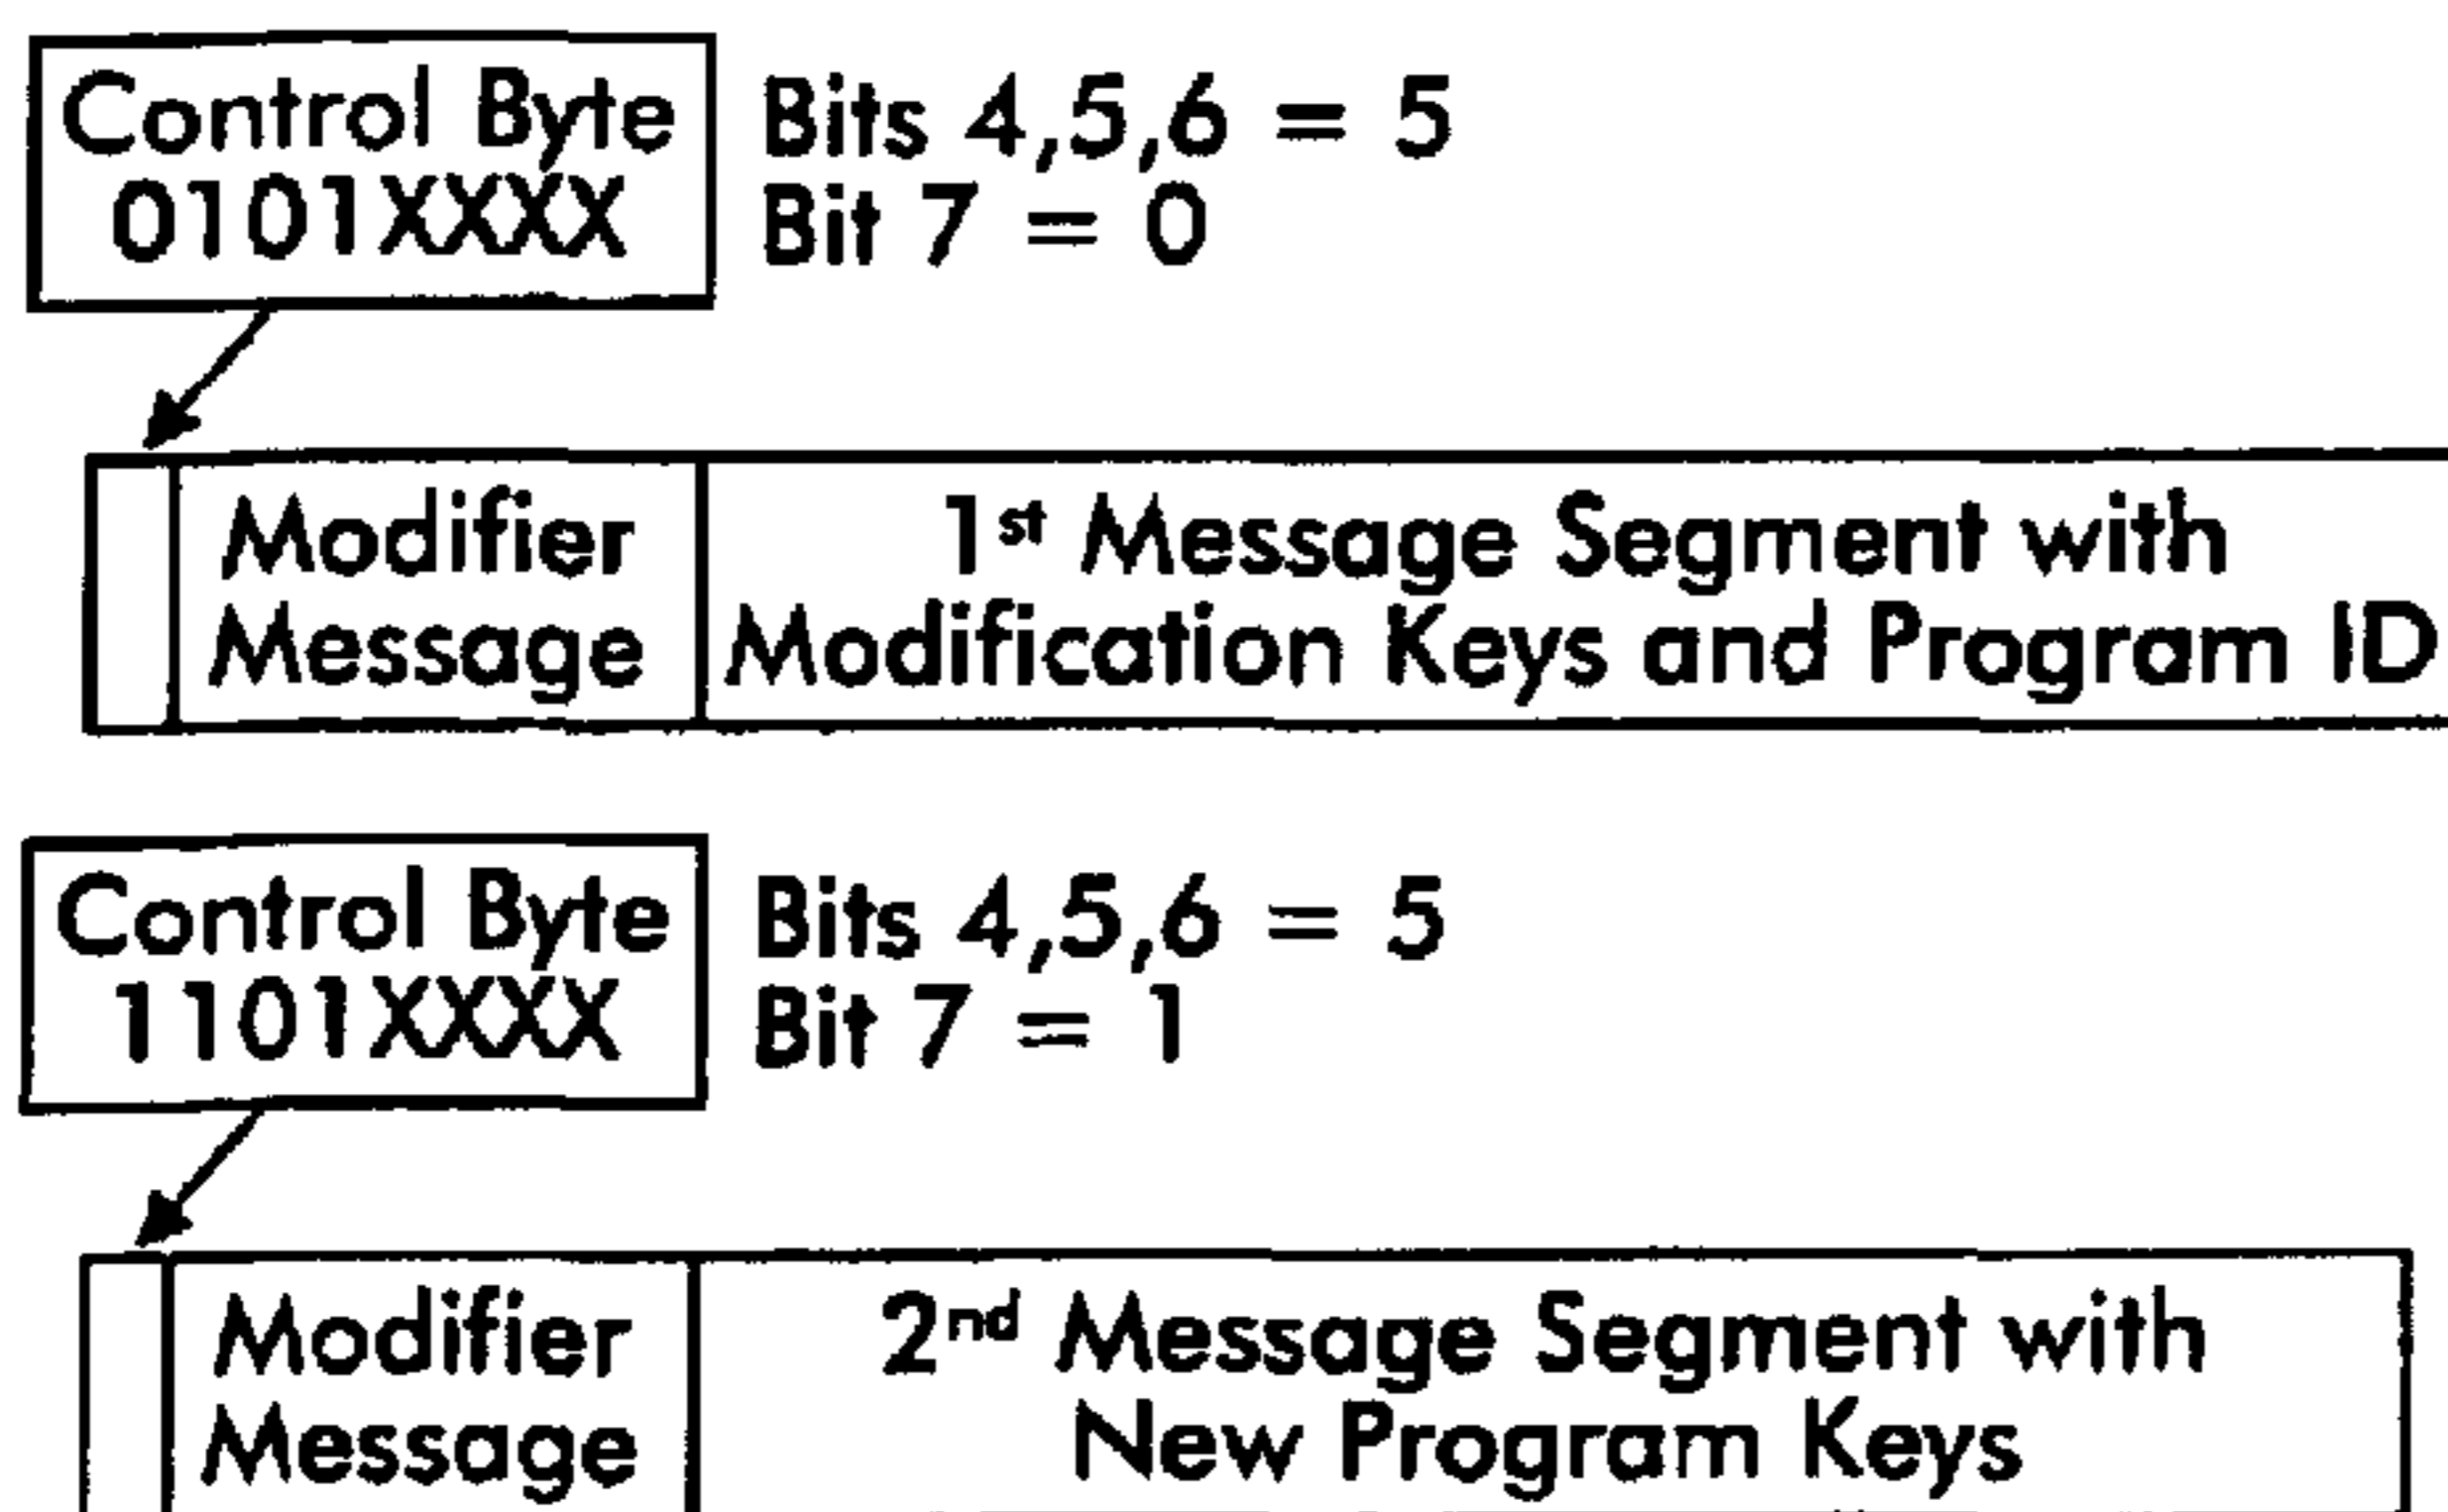 Control Byte
0101XXXX
Bits 4,5,6 = 5
Bit 7 = 0
Modifier
Message
1st Message Segment with
Modification Keys and Program ID
Control Byte
1101XXXX
Bits 4,5,6 = 5
Bit 7 = 1
Modifier
Message
2nd Message Segment with
New Program Keys